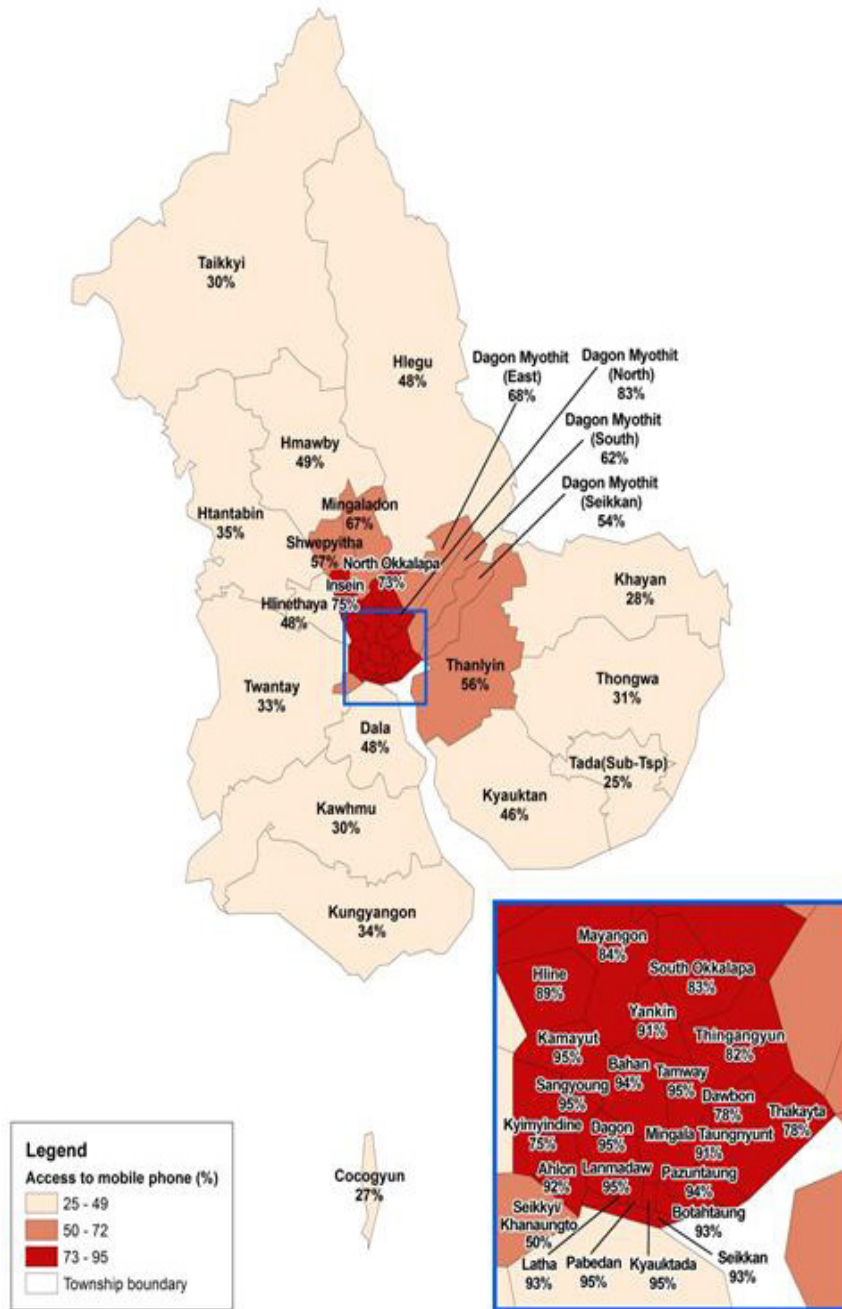 Taikkyi
30%
Hlegu
48%
Dagon Myothit
(East)
68%
Dagon Myothit
(North)
83%
Dagon Myothit
(South)
62%
Dagon Myothit
(Seikkan)
54%
Hmawby
49%
Htantabin
35%
Mingaladon
67%
Shwepyitha
57%
North Okkalapa
73%
Insein
75%
Hlinethaya
48%
Khayan
28%
Twantay
33%
Thanlyin
56%
Thongwa
31%
Dala
48%
Tada(Sub-Tsp)
25%
Kyauktan
46%
Kawhmu
30%
Kungyangon
34%
Cocogyun
27%
Mayangon
84%
Hline
89%
South Okkalapa
83%
Yankin
91%
Kamayut
95%
Thingangyun
82%
Bahan
94%
Tamway
95%
Sangyoung
95%
Dawbon
78%
Thakayta
78%
Kyimyindine
75%
Dagon
95%
Mingala Taungnyunt
91%
Ahlon
92%
Lanmadaw
95%
Pazuntaung
94%
Seikkyi/
Khanaungto
50%
Botahtaung
93%
Latha
93%
Pabedan
95%
Kyauktada
95%
Seikkan
93%
Legend
Access to mobile phone (%)
25 - 49
50 - 72
73 - 95
Township boundary